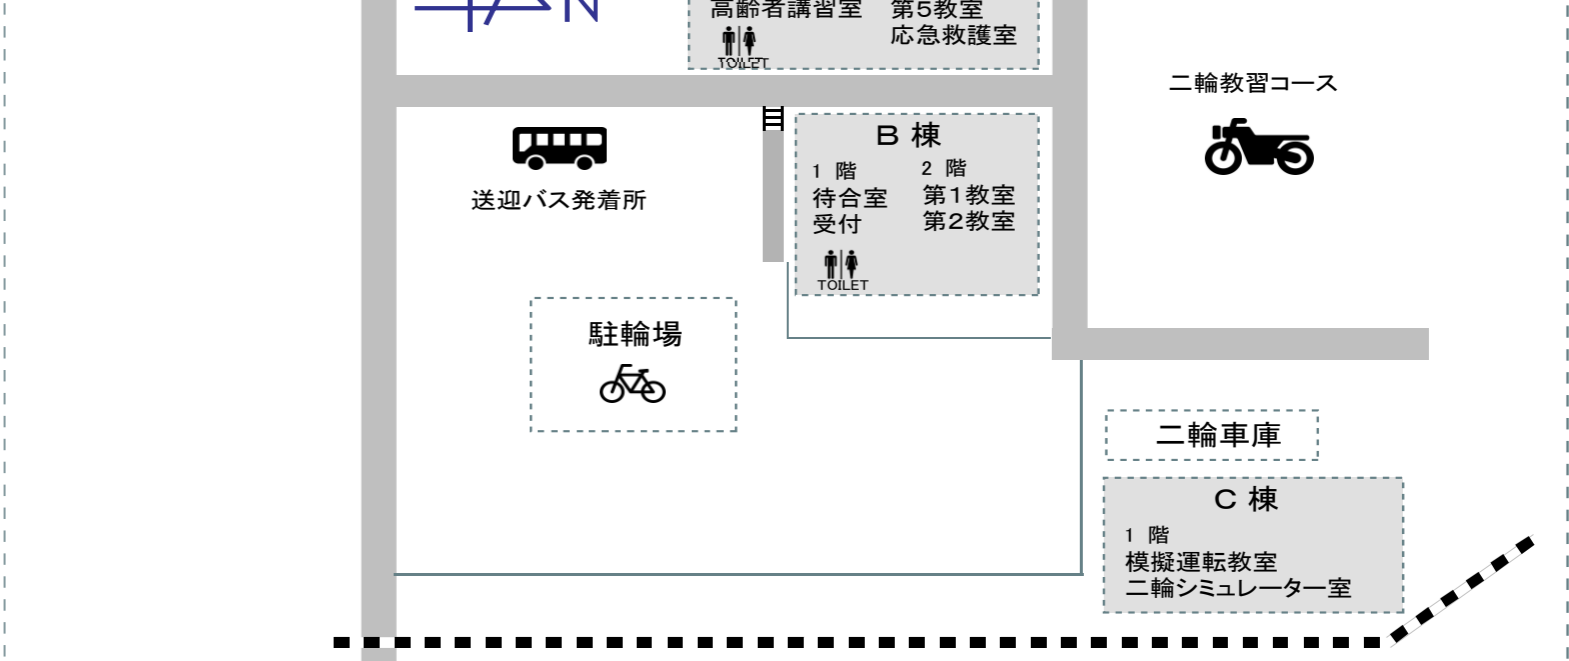 N
高齢者講習室
第5教室
応急救護室
TOILET
二輪教習コース
送迎バス発着所
B 棟
1 階
待合室
受付
2 階
第1教室
第2教室
TOILET
駐輪場
二輪車庫
C 棟
1 階
模擬運転教室
二輪シミュレーター室